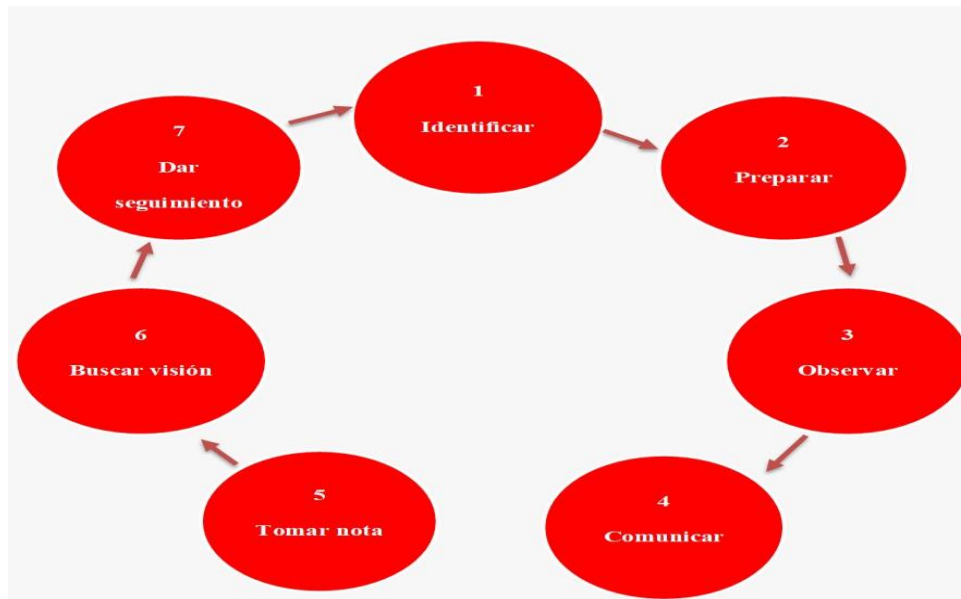 1
Identificar
2
Preparar
3
Observar
4
Comunicar
5
Tomar nota
6
Buscar visión
7
Dar
seguimiento